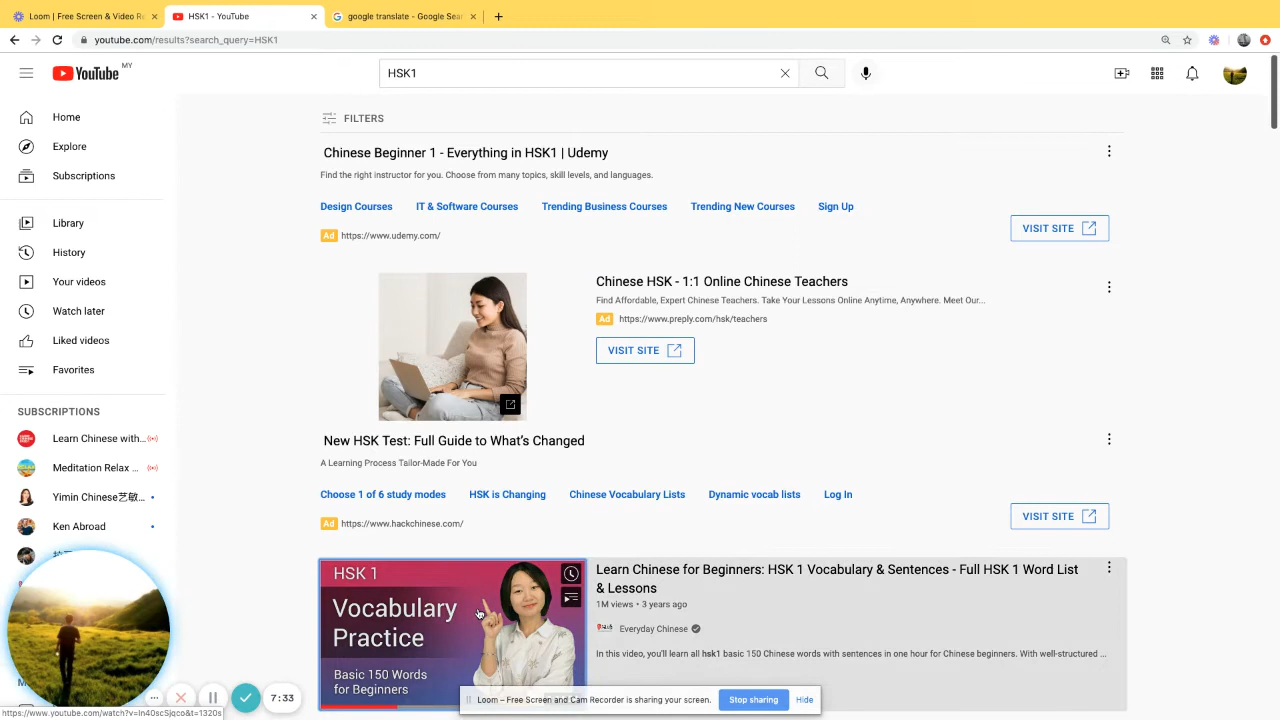 Loom | Free Screen & Video Re
HSK1 - YouTube
google translate - Google Sear
youtube.com/results?search_query=HSK1
YouTube MY
HSK1
Home
Explore
Subscriptions
Library
History
Your videos
Watch later
Liked videos
Favorites
SUBSCRIPTIONS
Learn Chinese with...
Meditation Relax ...
Yimin Chinese艺敏...
Ken Abroad
FILTERS
Chinese Beginner 1 - Everything in HSK1 | Udemy
Find the right instructor for you. Choose from many topics, skill levels, and languages.
Design Courses IT & Software Courses Trending Business Courses Trending New Courses Sign Up
Ad https://www.udemy.com/
VISIT SITE
Chinese HSK - 1:1 Online Chinese Teachers
Find Affordable, Expert Chinese Teachers. Take Your Lessons Online Anytime, Anywhere. Meet Our...
Ad https://www.preply.com/hsk/teachers
VISIT SITE
New HSK Test: Full Guide to What's Changed
A Learning Process Tailor-Made For You
Choose 1 of 6 study modes HSK is Changing Chinese Vocabulary Lists Dynamic vocab lists Log In
Ad https://www.hackchinese.com/
VISIT SITE
HSK 1
Vocabulary
Practice
Basic 150 Words
for Beginners
Learn Chinese for Beginners: HSK 1 Vocabulary & Sentences - Full HSK 1 Word List
& Lessons
1M views • 3 years ago
Everyday Chinese
In this video, you'll learn all hsk1 basic 150 Chinese words with sentences in one hour for Chinese beginners. With well-structured ...
7:33
Loom – Free Screen and Cam Recorder is sharing your screen. Stop sharing Hide
https://www.youtube.com/watch?v=In40scSjqco&t=1320s